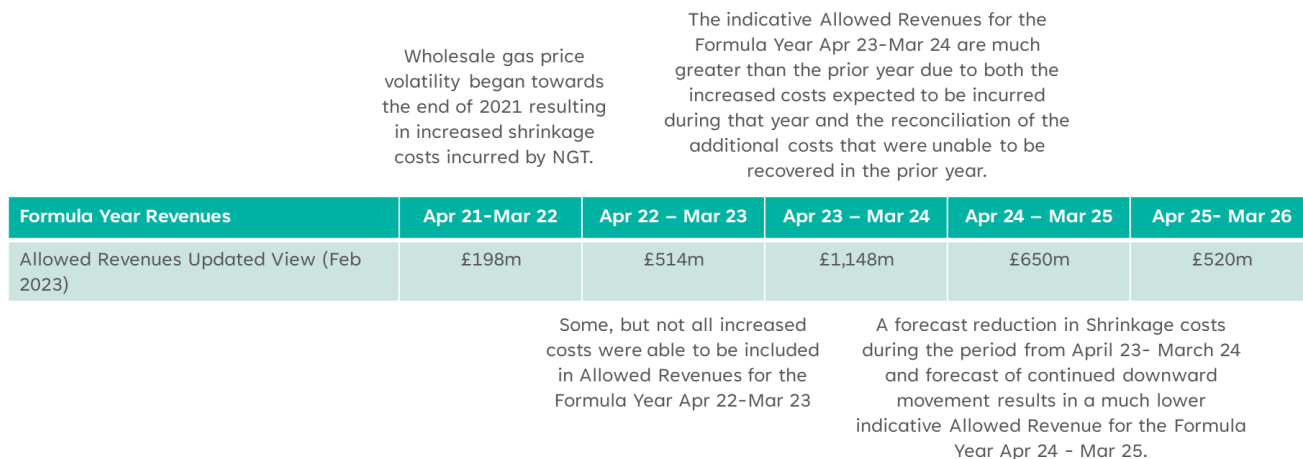 Wholesale gas price
volatility began towards
the end of 2021 resulting
in increased shrinkage
costs incurred by NGT.
The indicative Allowed Revenues for the
Formula Year Apr 23-Mar 24 are much
greater than the prior year due to both the
increased costs expected to be incurred
during that year and the reconciliation of the
additional costs that were unable to be
recovered in the prior year.
Formula Year Revenues Apr 21-Mar 22 Apr 22 – Mar 23 Apr 23 – Mar 24 Apr 24 – Mar 25 Apr 25- Mar 26
Allowed Revenues Updated View (Feb £198m £514m £1,148m £650m £520m
2023)
Some, but not all increased
costs were able to be included
in Allowed Revenues for the
Formula Year Apr 22-Mar 23
A forecast reduction in Shrinkage costs
during the period from April 23- March 24
and forecast of continued downward
movement results in a much lower
indicative Allowed Revenue for the Formula
Year Apr 24 - Mar 25.